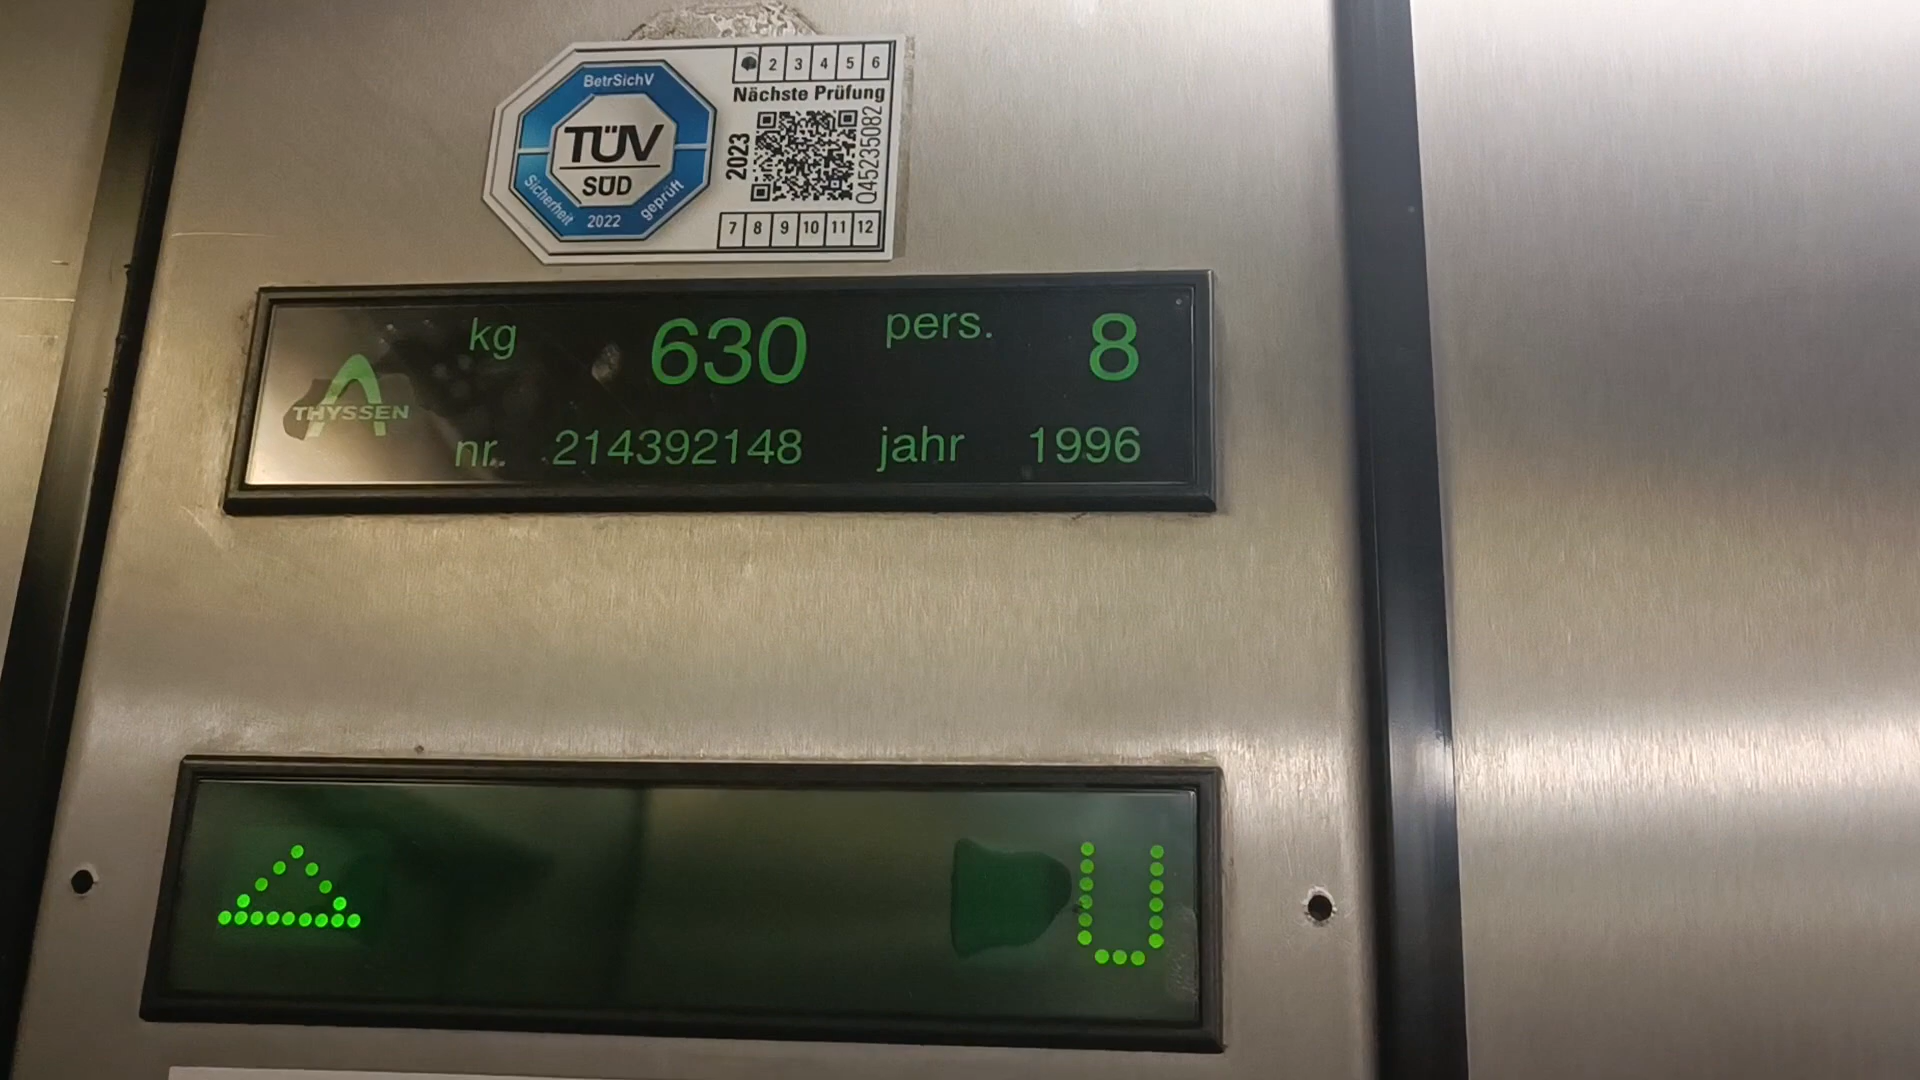 BetrSichV
TÜV
SÜD
Sicherheit 2022 geprüft
2 3 4 5 6
Nächste Prüfung
2023
Q45235082
7 8 9 10 11 12
kg 630 pers. 8
THYSSEN
nr. 214392148 jahr 1996
U